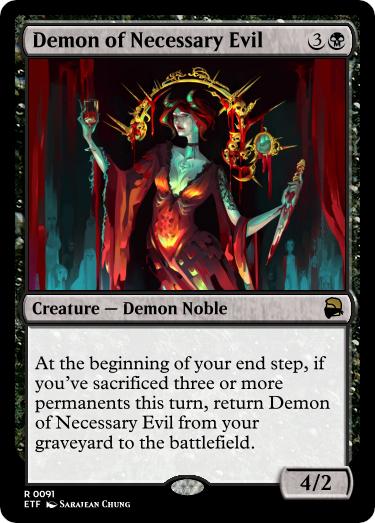 Demon of Necessary Evil 3
Creature — Demon Noble
At the beginning of your end step, if
you've sacrificed three or more
permanents this turn, return Demon
of Necessary Evil from your
graveyard to the battlefield.
4/2
R 0091
ETF SARAJEAN CHUNG